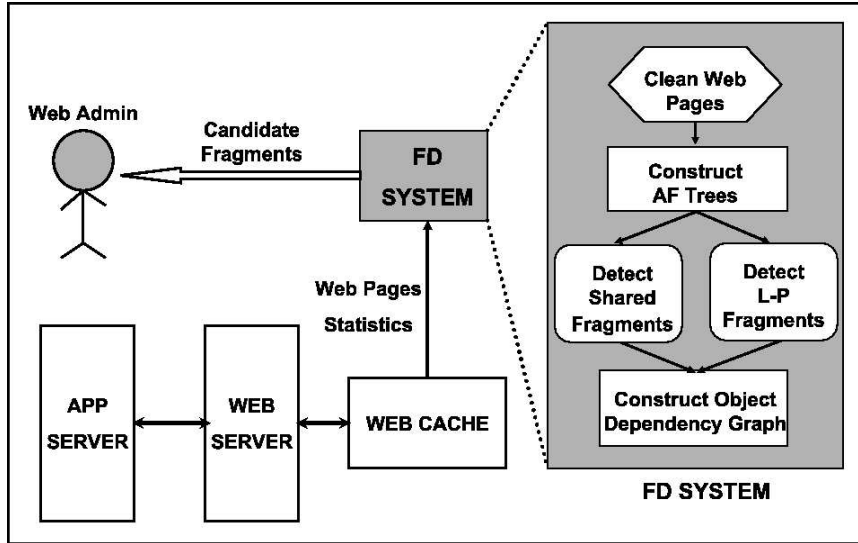 Web Admin
Candidate
Fragments
FD
SYSTEM
Web Pages
Statistics
APP
SERVER
WEB
SERVER
WEB CACHE
Clean Web
Pages
Construct
AF Trees
Detect
Shared
Fragments
Detect
L-P
Fragments
Construct Object
Dependency Graph
FD SYSTEM